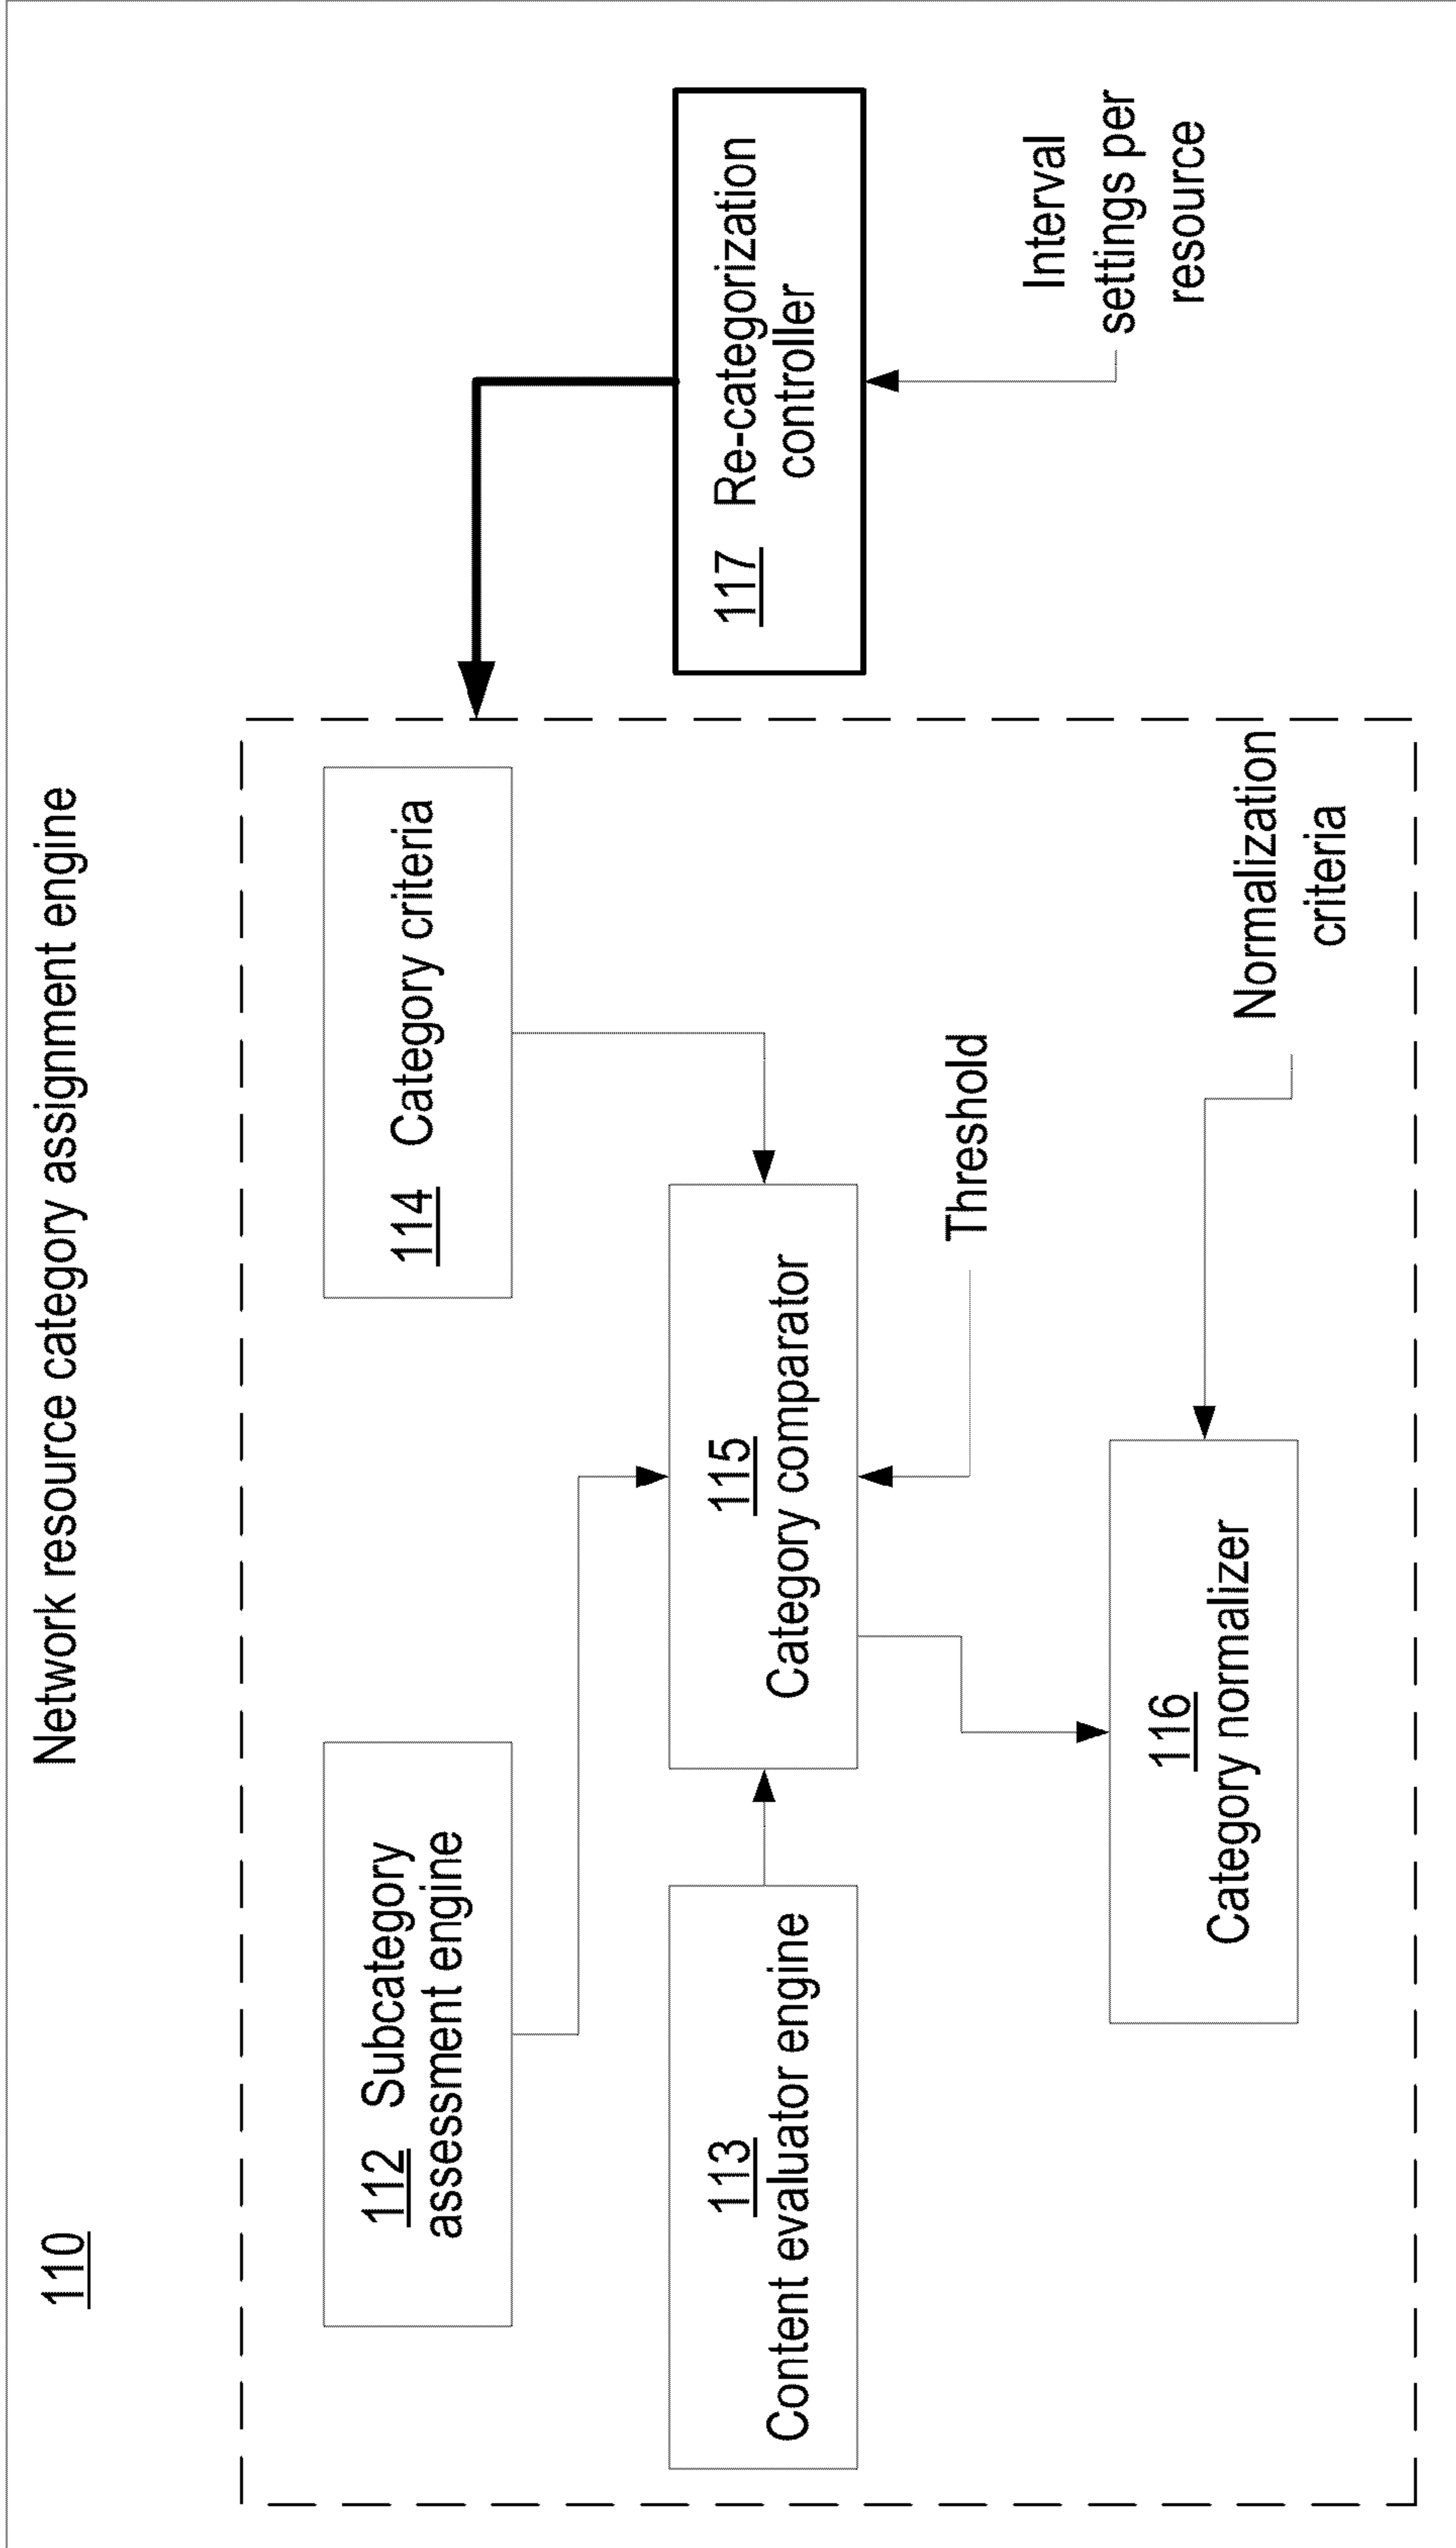 110
Network resource category assignment engine
112 Subcategory
assessment engine
114 Category criteria
113
Content evaluator engine
115
Category comparator
117 Re-categorization
controller
Threshold
Interval
settings per
resource
116
Category normalizer
Normalization
criteria